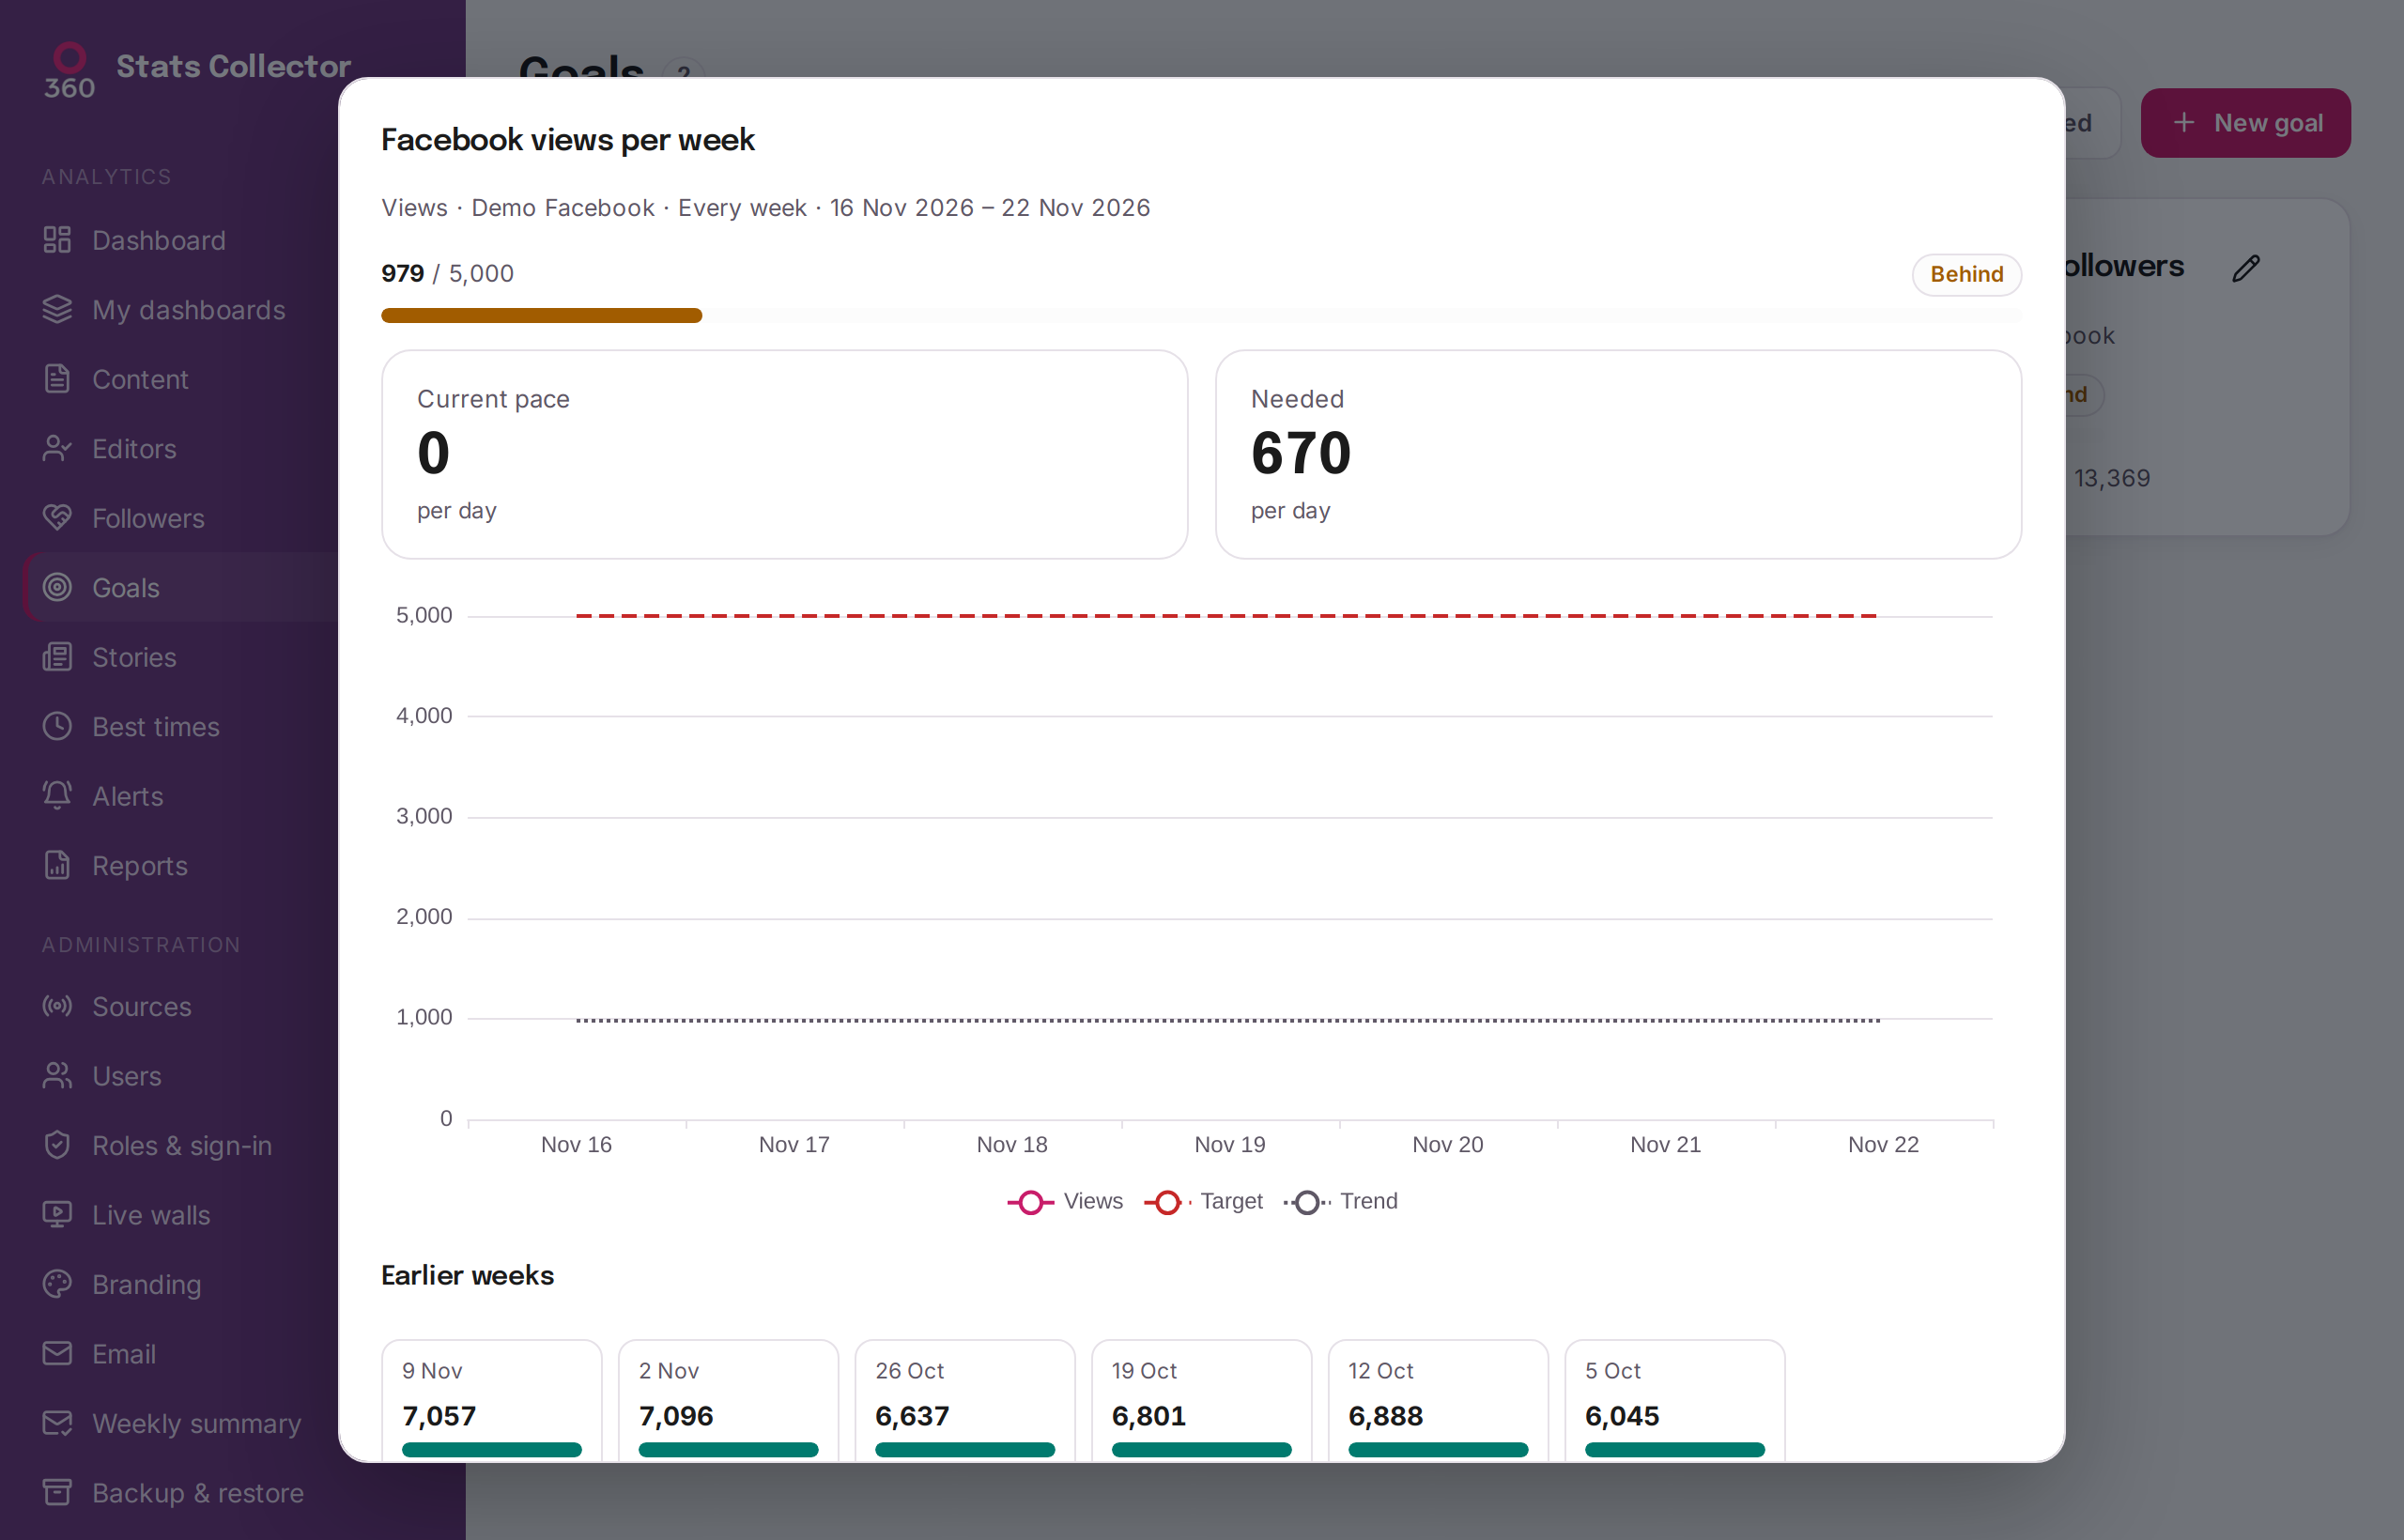 360
Stats Collector
ANALYTICS
Dashboard
My dashboards
Content
Editors
Followers
Goals
Stories
Best times
Alerts
Reports
ADMINISTRATION
Sources
Users
Roles & sign-in
Live walls
Branding
Email
Weekly summary
Backup & restore
Goals 2
New goal
13,369
Facebook views per week
Views · Demo Facebook · Every week · 16 Nov 2026 – 22 Nov 2026
979 / 5,000
Behind
Current pace
0
per day
Needed
670
per day
5,000
4,000
3,000
2,000
1,000
0
Nov 16 Nov 17 Nov 18 Nov 19 Nov 20 Nov 21 Nov 22
Views Target Trend
Earlier weeks
9 Nov 2 Nov 26 Oct 19 Oct 12 Oct 5 Oct
7,057 7,096 6,637 6,801 6,888 6,045